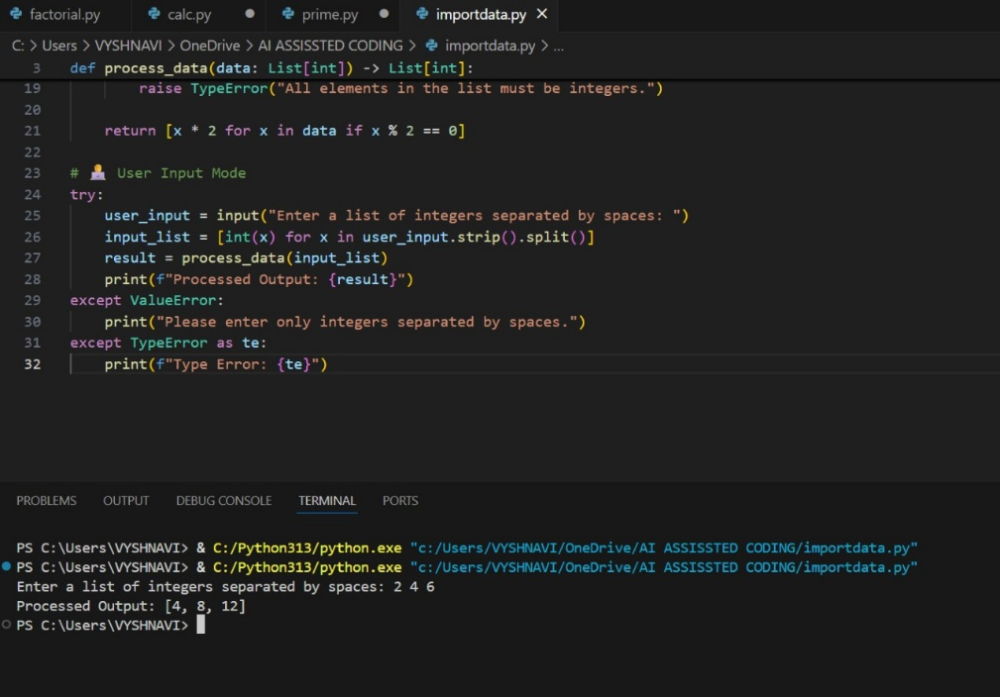 factorial.py calc.py prime.py importdata.py
C: > Users > VYSHNAVI > OneDrive > AI ASSISSTED CODING > importdata.py > ...
3 def process_data(data: List[int]) -> List[int]:
19 raise TypeError("All elements in the list must be integers.")
20
21 return [x * 2 for x in data if x % 2 == 0]
22
23 # 🧑‍💻 User Input Mode
24 try:
25 user_input = input("Enter a list of integers separated by spaces: ")
26 input_list = [int(x) for x in user_input.strip().split()]
27 result = process_data(input_list)
28 print(f"Processed Output: {result}")
29 except ValueError:
30 print("Please enter only integers separated by spaces.")
31 except TypeError as te:
32 print(f"Type Error: {te}")
PROBLEMS OUTPUT DEBUG CONSOLE TERMINAL PORTS
PS C:\Users\VYSHNAVI> & C:/Python313/python.exe "c:/Users/VYSHNAVI/OneDrive/AI ASSISSTED CODING/importdata.py"
PS C:\Users\VYSHNAVI> & C:/Python313/python.exe "c:/Users/VYSHNAVI/OneDrive/AI ASSISSTED CODING/importdata.py"
Enter a list of integers separated by spaces: 2 4 6
Processed Output: [4, 8, 12]
PS C:\Users\VYSHNAVI>